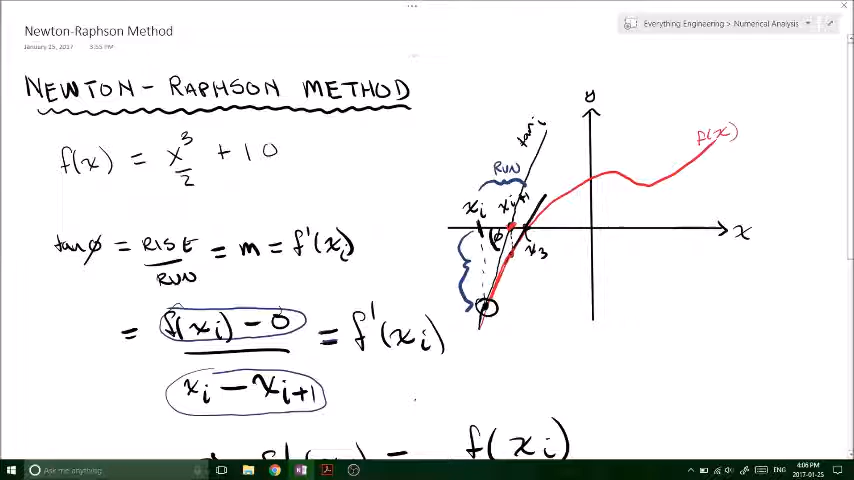 Newton-Raphson Method
January 25, 2017 3:55 PM
Everything Engineering » Numerical Analysis
NEWTON-RAPHSON METHOD
f(x) = x³/2 + 10
tanφ = RISE/RUN = m = f'(xᵢ)
= f(xᵢ) - 0 / xᵢ - xᵢ₊₁ = f'(xᵢ)
f(xᵢ)
y
tan i
f(x)
RUN
xᵢ
xᵢ₊₁
φ
x₃
x
Ask me anything
ENG
4:06 PM
2017-01-25